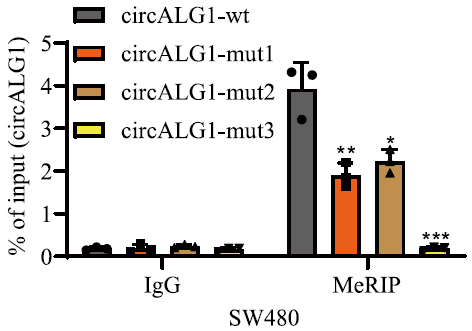 circALG1-wt
circALG1-mut1
circALG1-mut2
circALG1-mut3
% of input (circALG1)
5
4
3
2
1
0
**
*
***
IgG
MeRIP
SW480